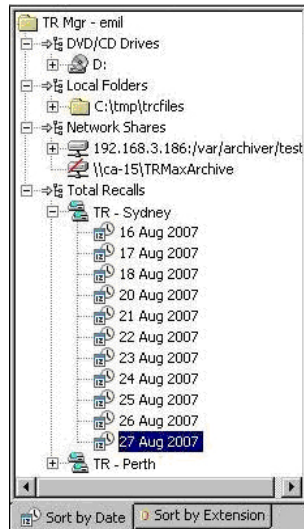 TR Mgr - emil
DVD/CD Drives
D:
Local Folders
C:\tmp\trcfiles
Network Shares
192.168.3.186:/var/archiver/test
\\ca-15\TRMaxArchive
Total Recalls
TR - Sydney
16 Aug 2007
17 Aug 2007
18 Aug 2007
20 Aug 2007
21 Aug 2007
22 Aug 2007
23 Aug 2007
24 Aug 2007
25 Aug 2007
26 Aug 2007
27 Aug 2007
TR - Perth
Sort by Date
Sort by Extension